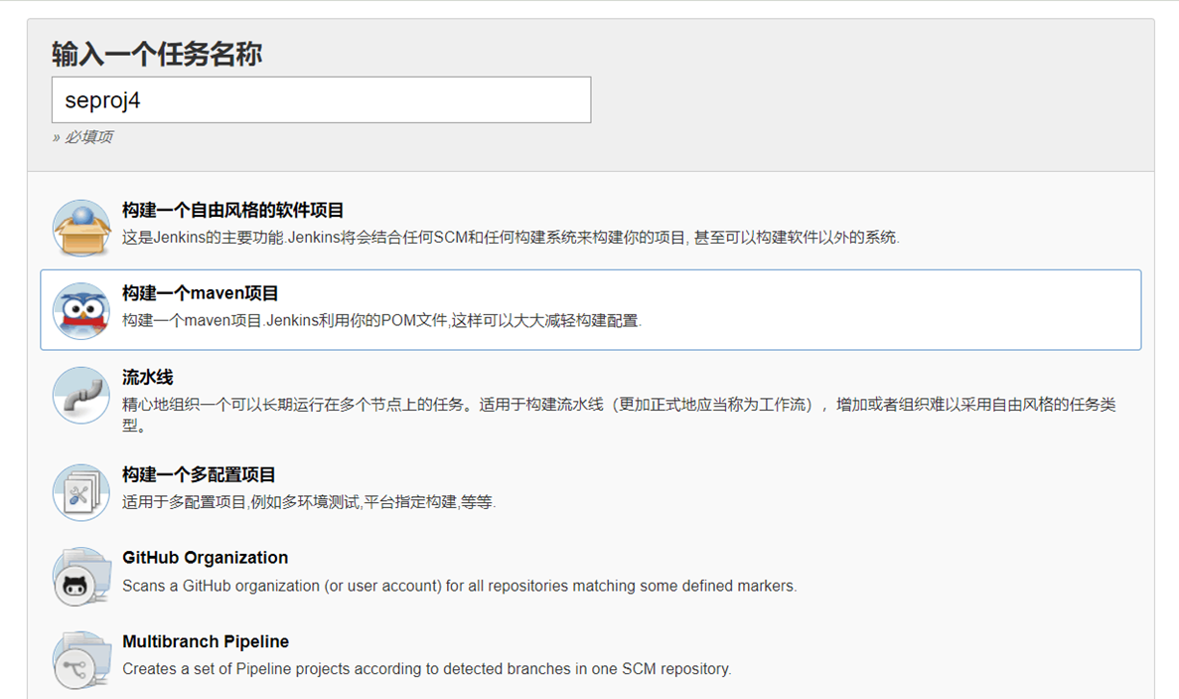 输入一个任务名称
seproj4
» 必填项
构建一个自由风格的软件项目
这是Jenkins的主要功能.Jenkins将会结合任何SCM和任何构建系统来构建你的项目, 甚至可以构建软件以外的系统.
构建一个maven项目
构建一个maven项目.Jenkins利用你的POM文件,这样可以大大减轻构建配置.
流水线
精心地组织一个可以长期运行在多个节点上的任务。适用于构建流水线（更加正式地应当称为工作流），增加或者组织难以采用自由风格的任务类
型。
构建一个多配置项目
适用于多配置项目,例如多环境测试,平台指定构建,等等.
GitHub Organization
Scans a GitHub organization (or user account) for all repositories matching some defined markers.
Multibranch Pipeline
Creates a set of Pipeline projects according to detected branches in one SCM repository.